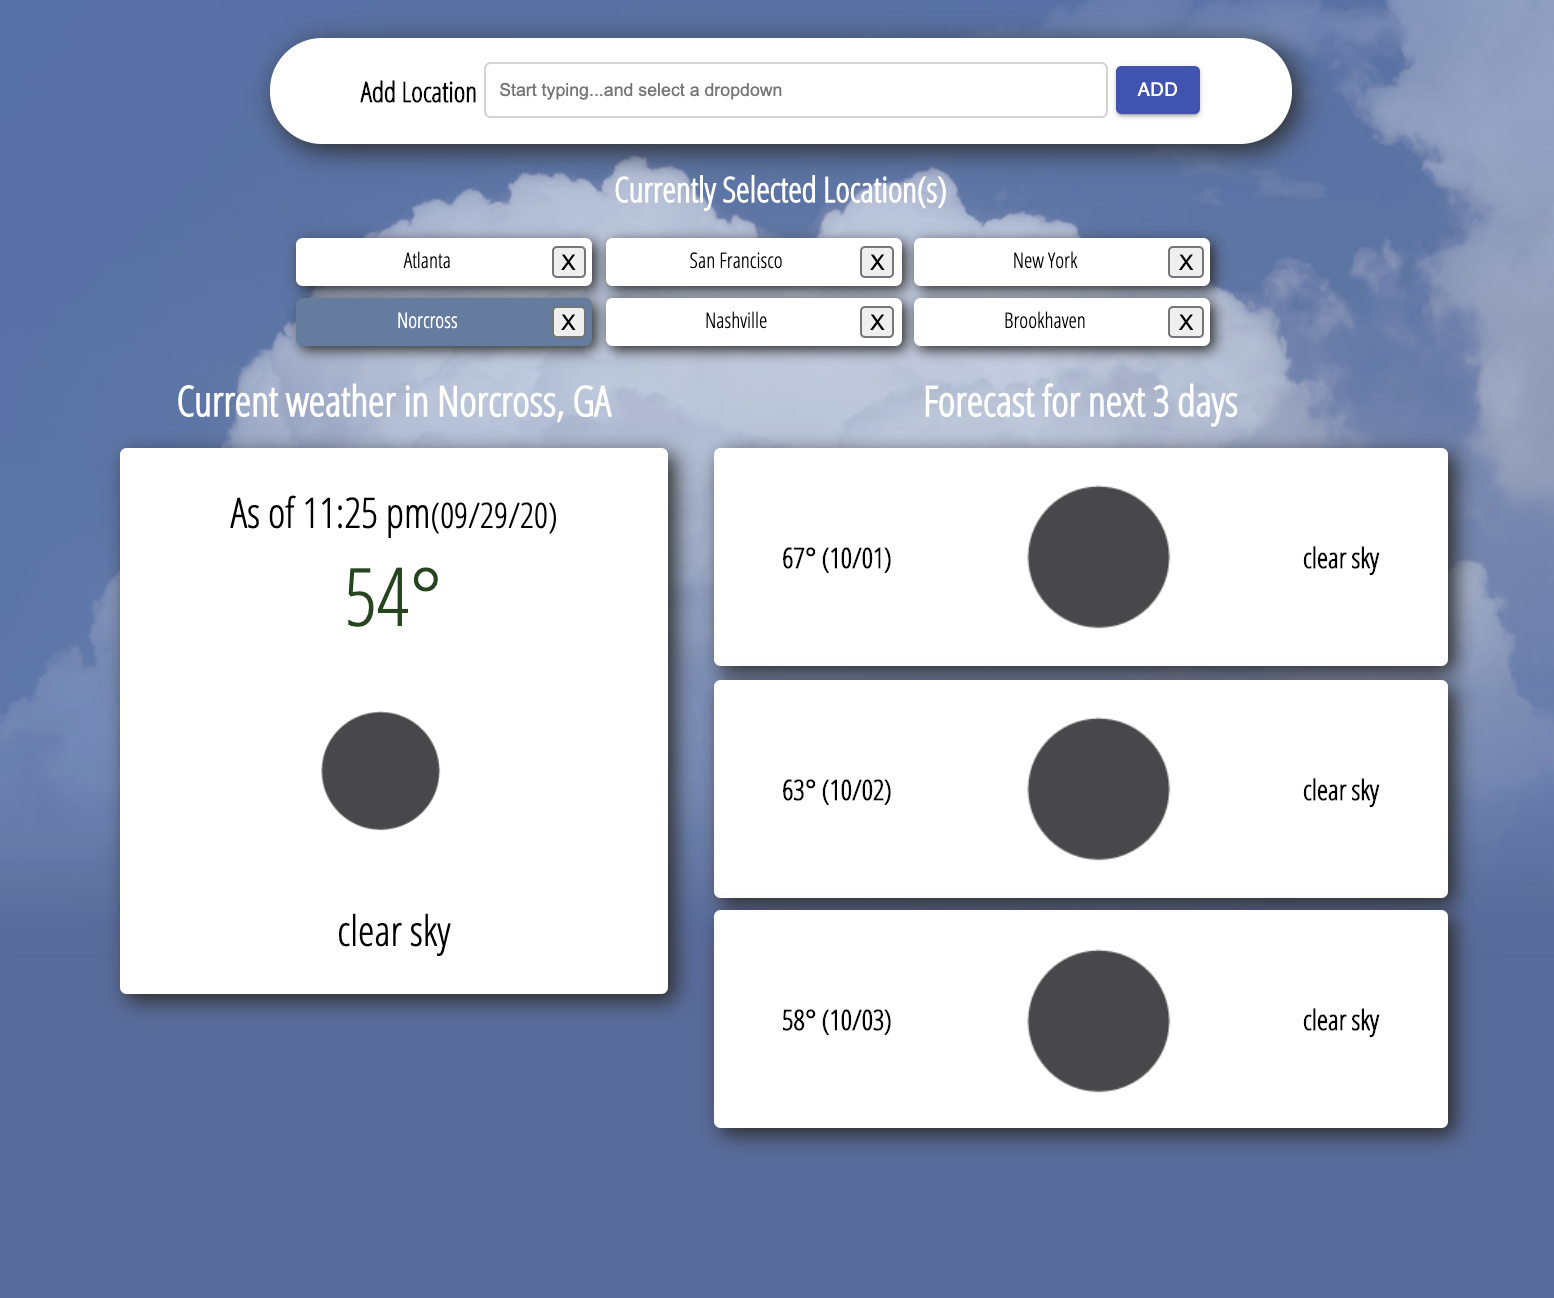 Add Location Start typing...and select a dropdown ADD
Currently Selected Location(s)
Atlanta X San Francisco X New York X
Norcross X Nashville X Brookhaven X
Current weather in Norcross, GA
As of 11:25 pm(09/29/20)
54°
clear sky
Forecast for next 3 days
67° (10/01) clear sky
63° (10/02) clear sky
58° (10/03) clear sky